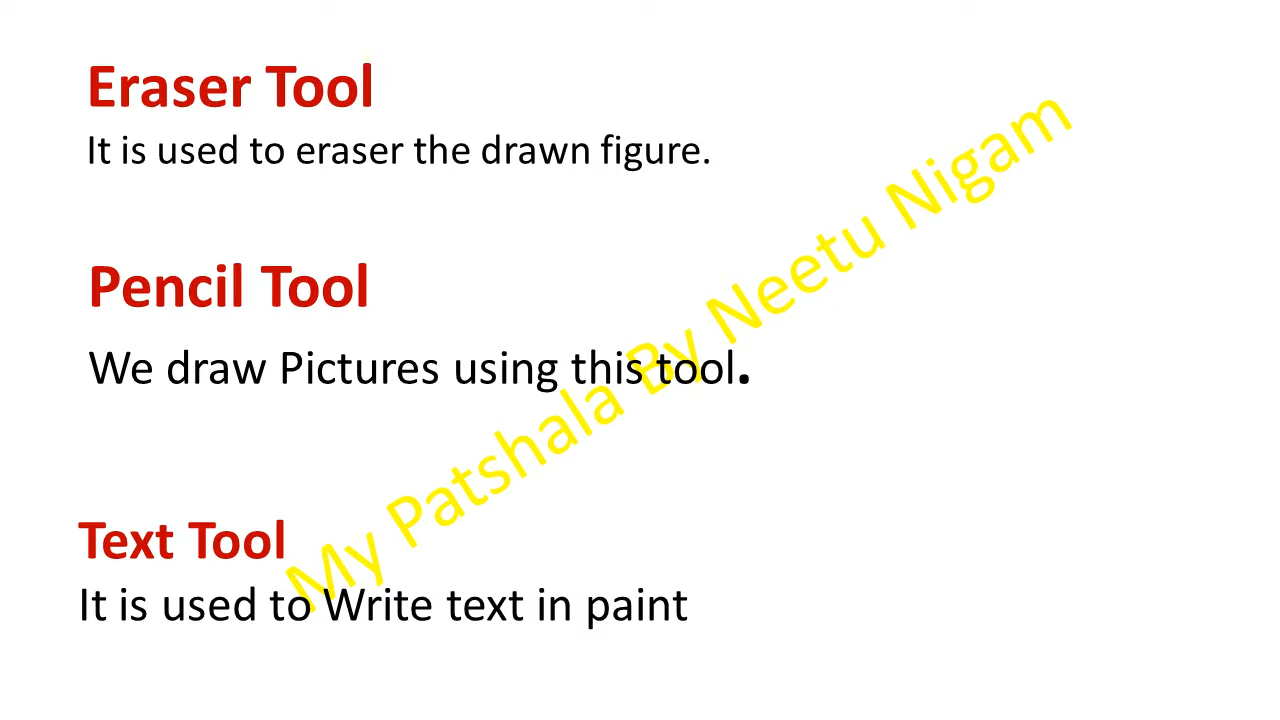 Eraser Tool
It is used to eraser the drawn figure.
Pencil Tool
We draw Pictures using this tool.
Text Tool
It is used to Write text in paint
My Patshala By Neetu Nigam